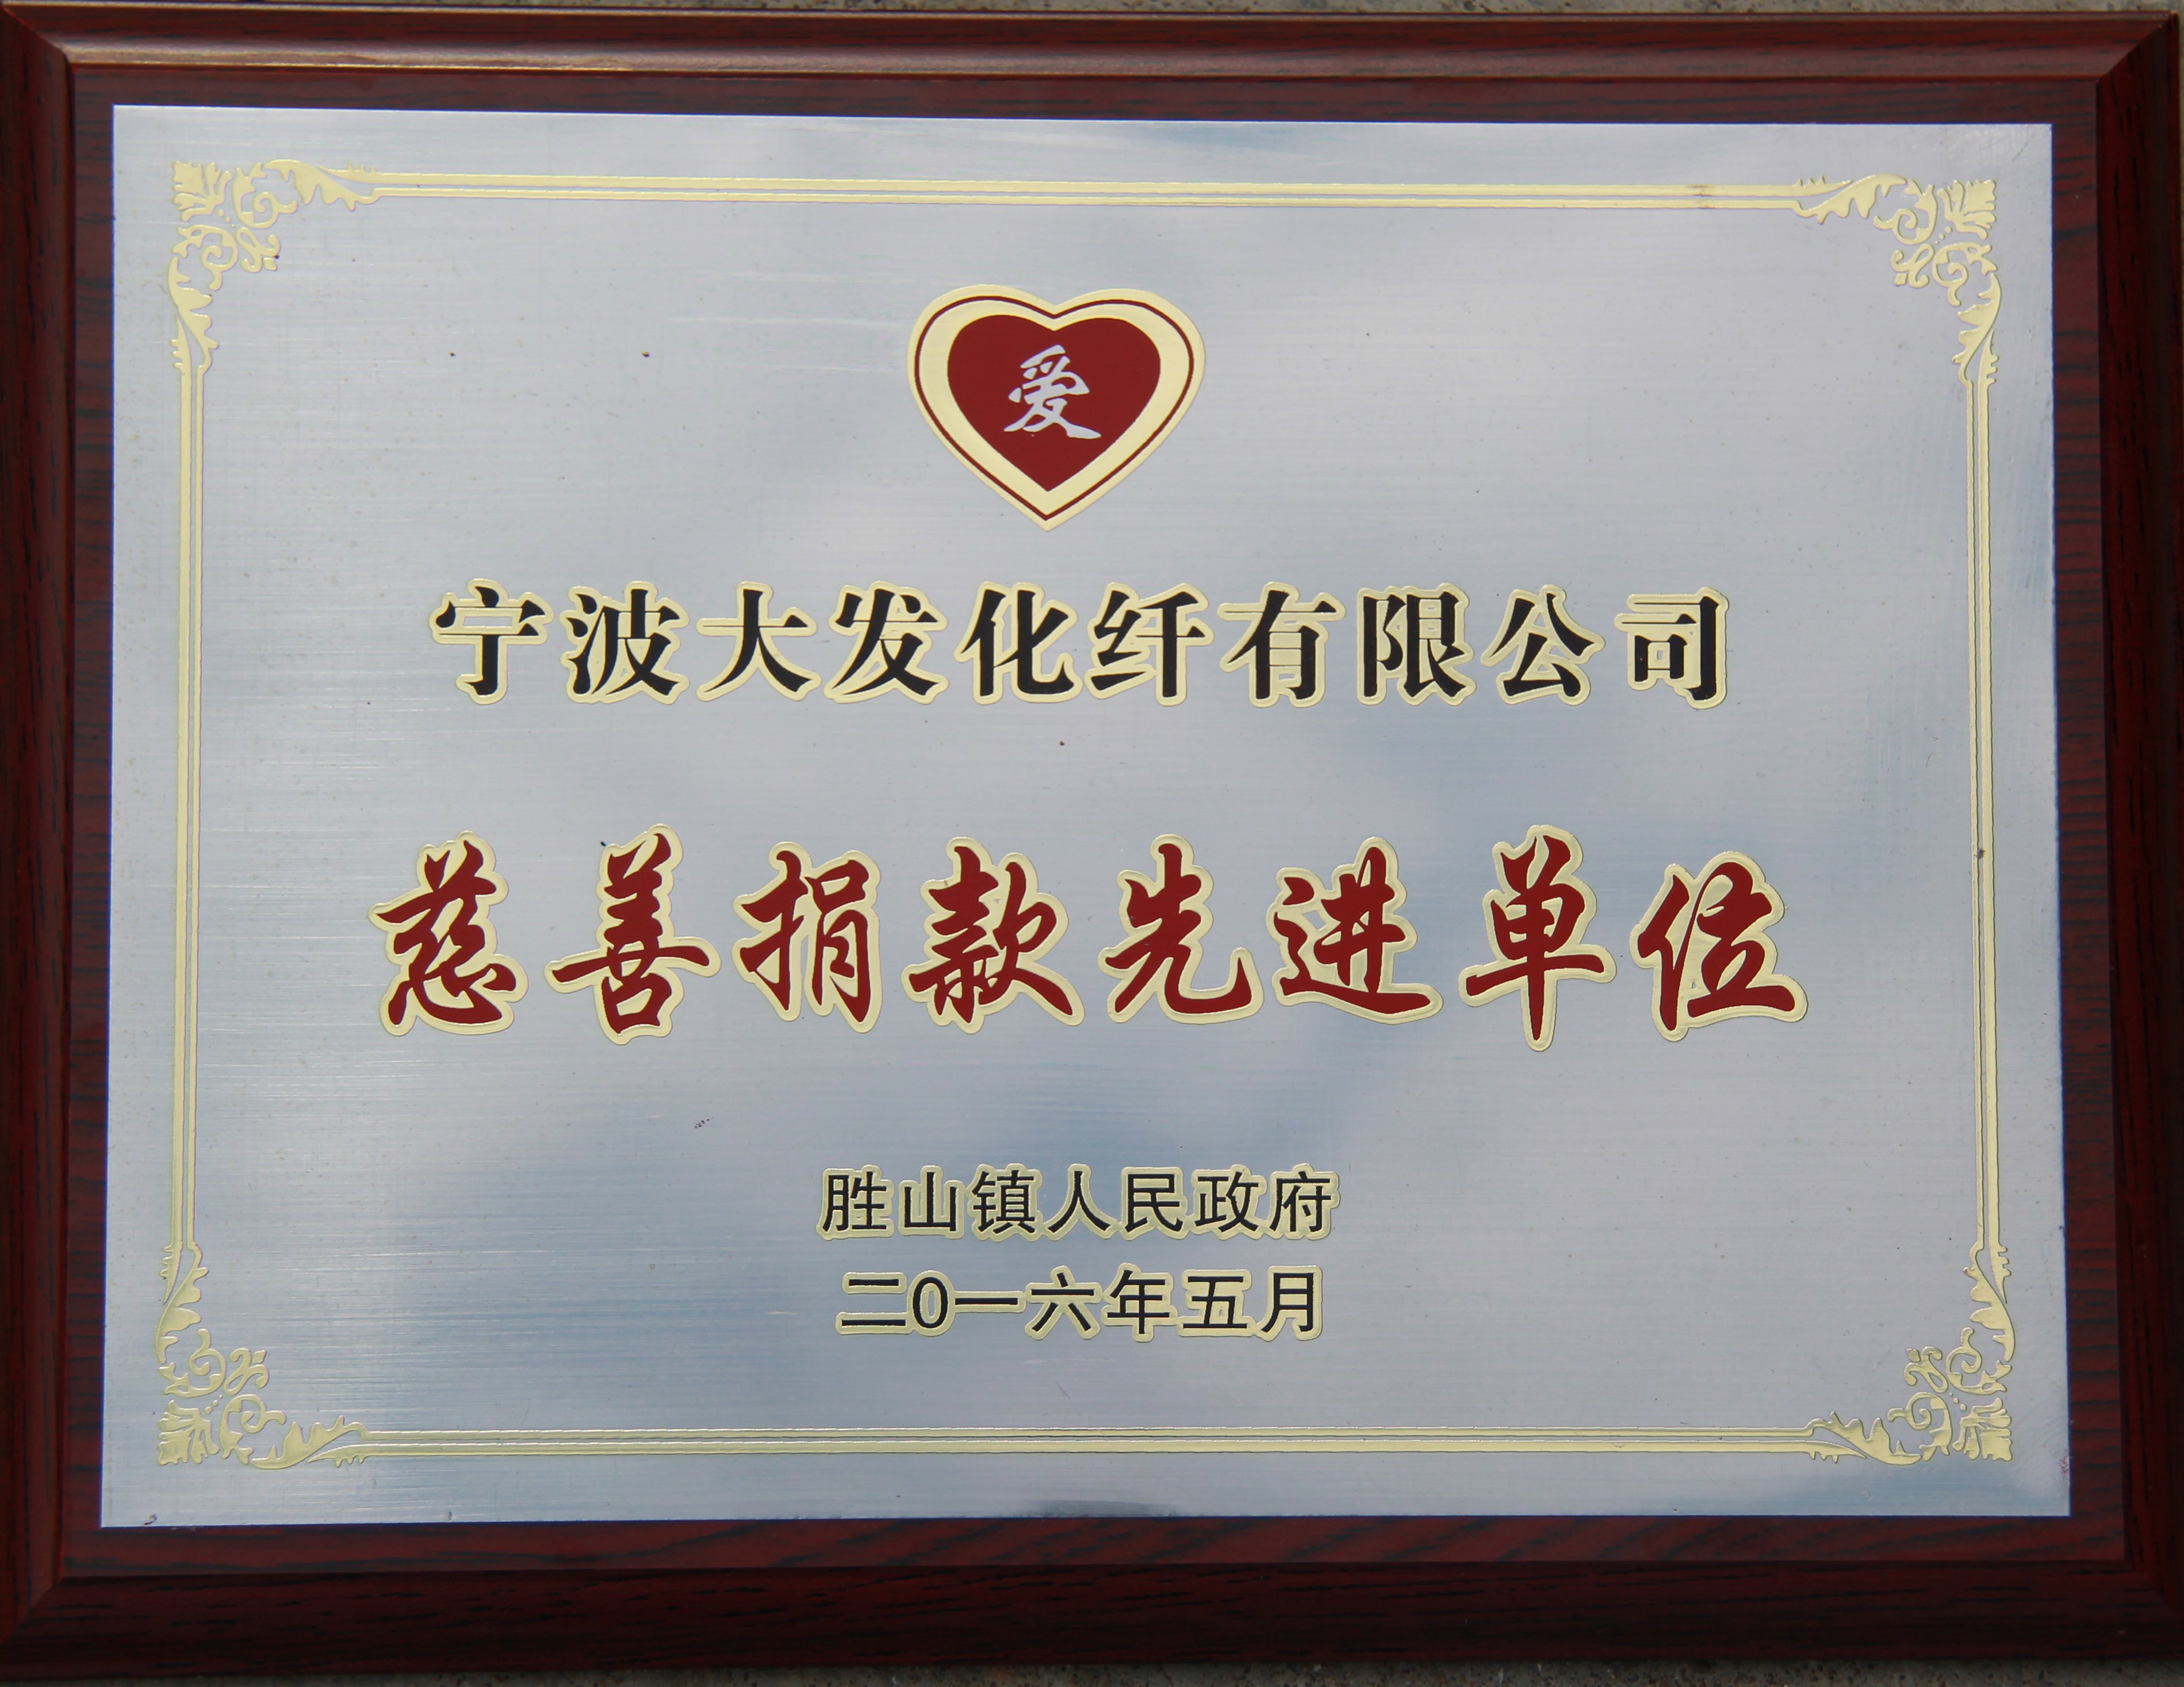 爱
宁波大发化纤有限公司
慈善捐款先进单位
胜山镇人民政府
二0一六年五月